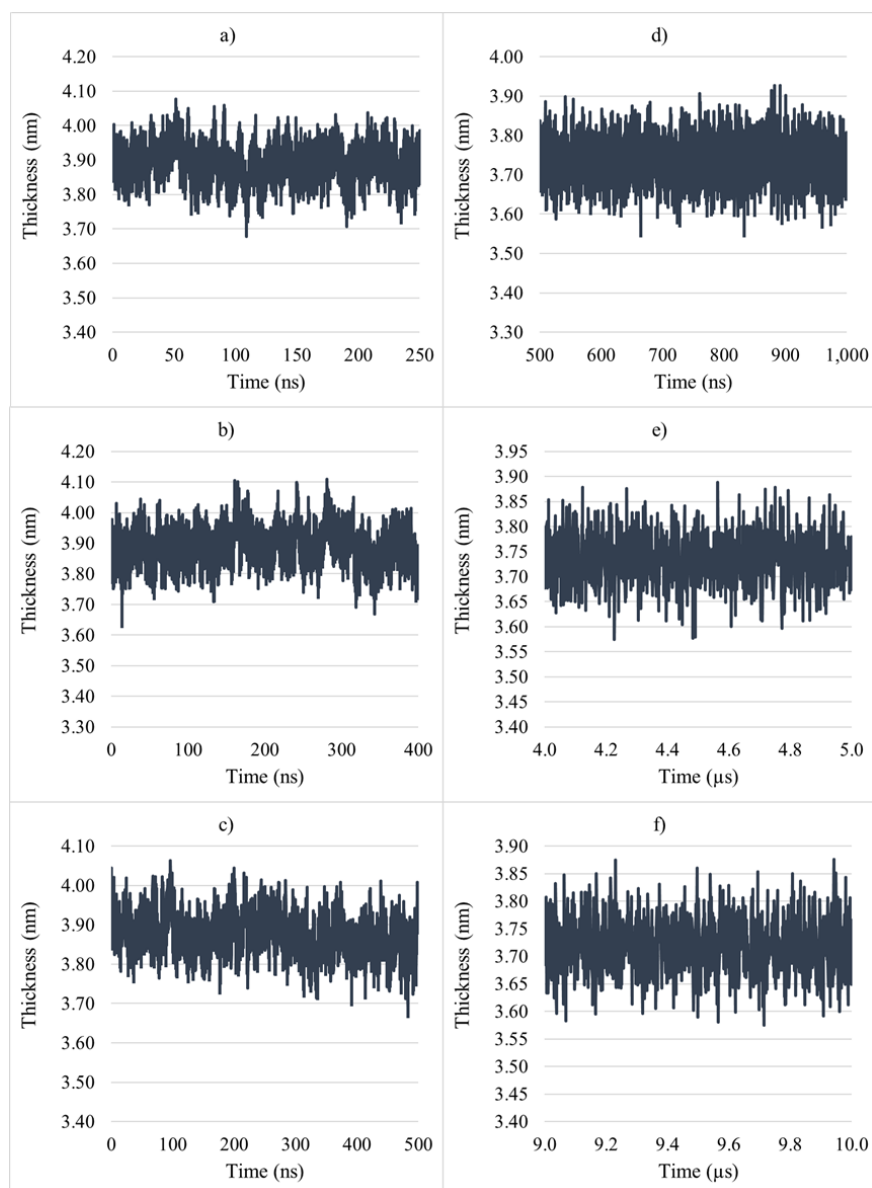 a)
4.20
4.10
4.00
3.90
3.80
3.70
3.60
3.50
3.40
Thickness (nm)
0 50 100 150 200 250
Time (ns)
d)
4.00
3.90
3.80
3.70
3.60
3.50
3.40
3.30
Thickness (nm)
500 600 700 800 900 1,000
Time (ns)
b)
4.20
4.10
4.00
3.90
3.80
3.70
3.60
3.50
3.40
3.30
Thickness (nm)
0 100 200 300 400
Time (ns)
e)
3.95
3.90
3.85
3.80
3.75
3.70
3.65
3.60
3.55
3.50
3.45
3.40
Thickness (nm)
4.0 4.2 4.4 4.6 4.8 5.0
Time (µs)
c)
4.10
4.00
3.90
3.80
3.70
3.60
3.50
3.40
Thickness (nm)
0 100 200 300 400 500
Time (ns)
f)
3.90
3.85
3.80
3.75
3.70
3.65
3.60
3.55
3.50
3.45
3.40
Thickness (nm)
9.0 9.2 9.4 9.6 9.8 10.0
Time (µs)